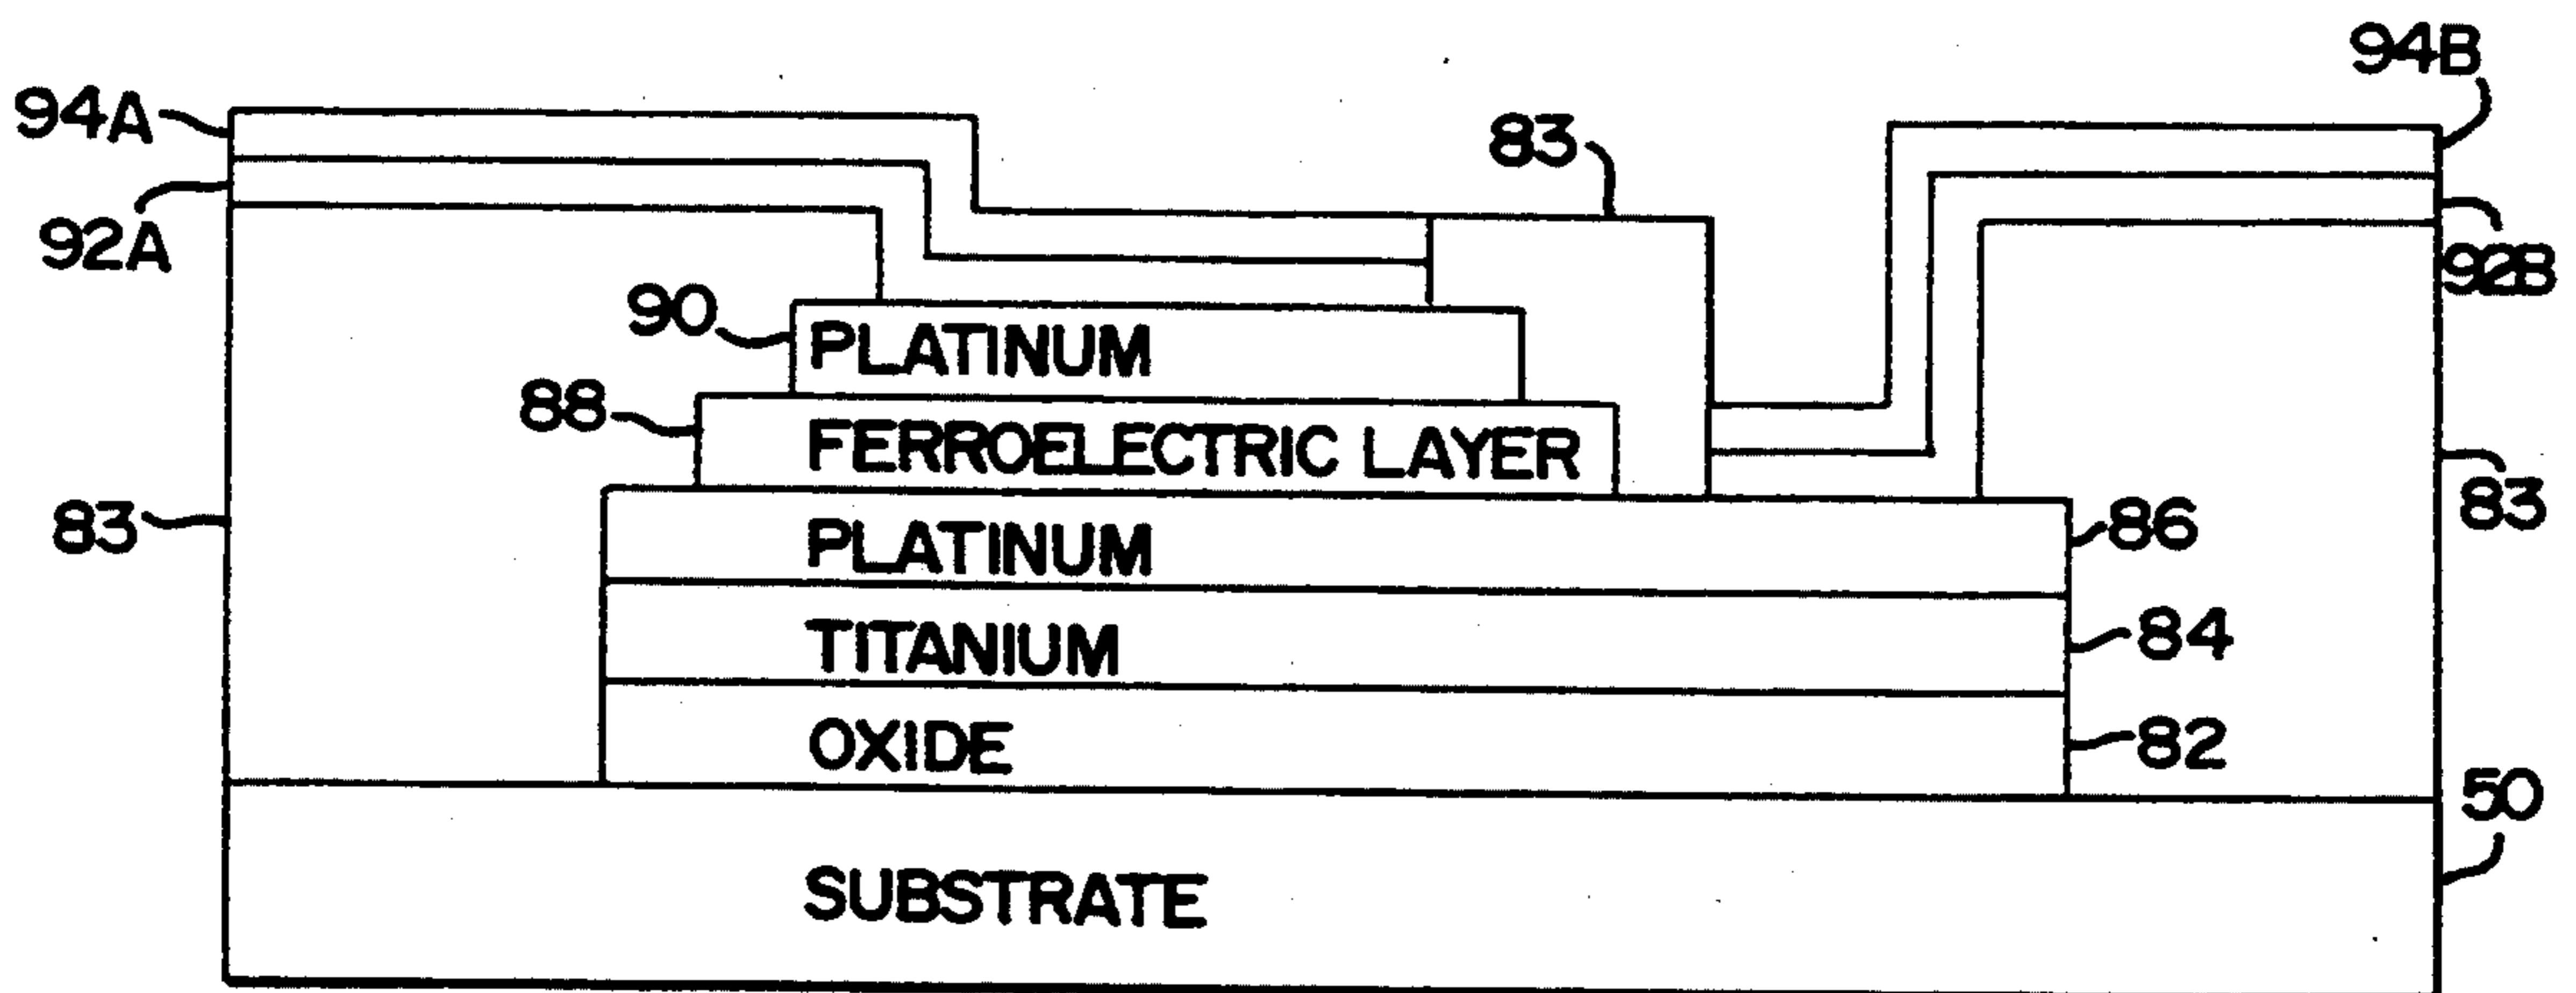 94B
94A
83
92A
92B
90
PLATINUM
88
FERROELECTRIC LAYER
83
83
PLATINUM
86
TITANIUM
84
OXIDE
82
50
SUBSTRATE